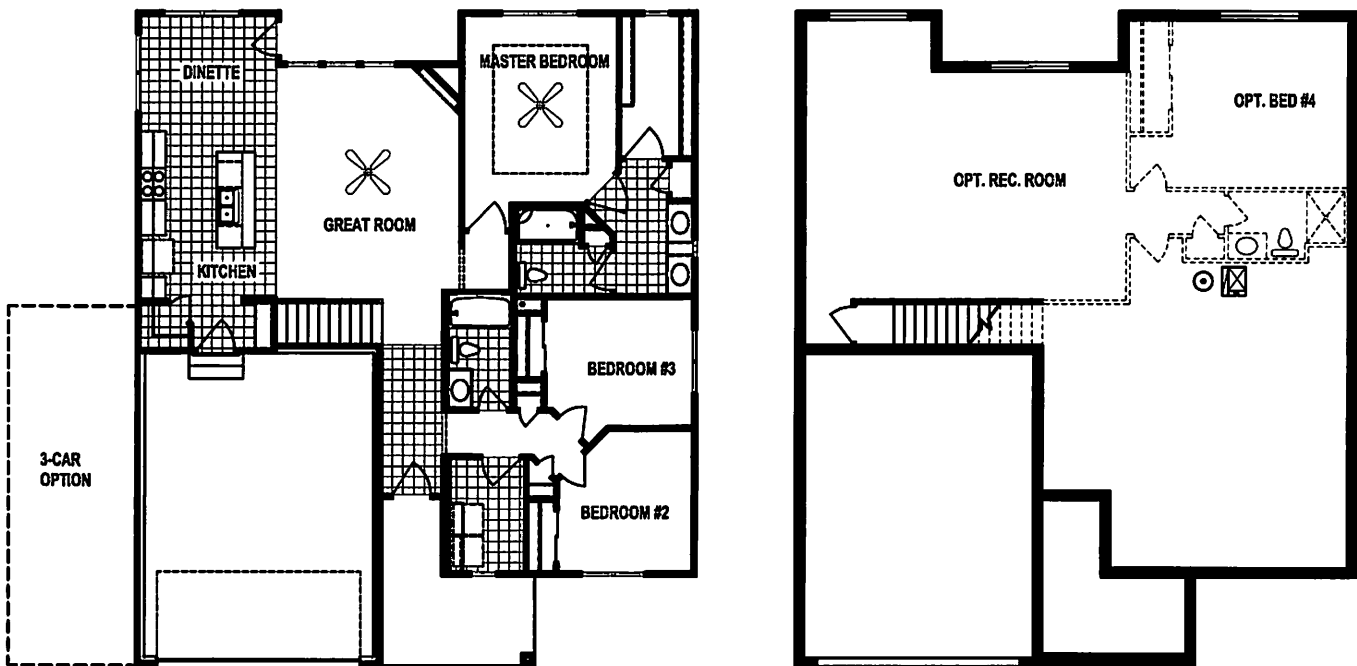 DINETTE
MASTER BEDROOM
GREAT ROOM
KITCHEN
BEDROOM #3
3-CAR
OPTION
BEDROOM #2
OPT. BED #4
OPT. REC. ROOM